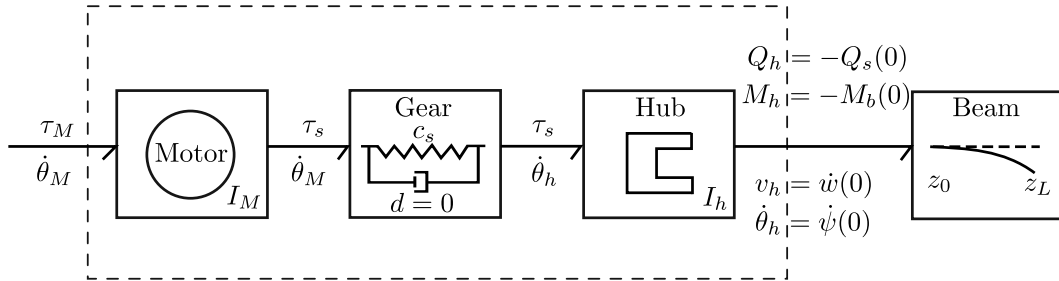 Q_h = −Q_s(0)
M_h = −M_b(0)
Gear
Hub
Beam
τ_M
τ_s
c_s
τ_s
Motor
θ̇_M
θ̇_M
θ̇_h
z_0
z_L
I_M
d = 0
I_h
v_h = ẇ(0)
θ̇_h = ψ̇(0)